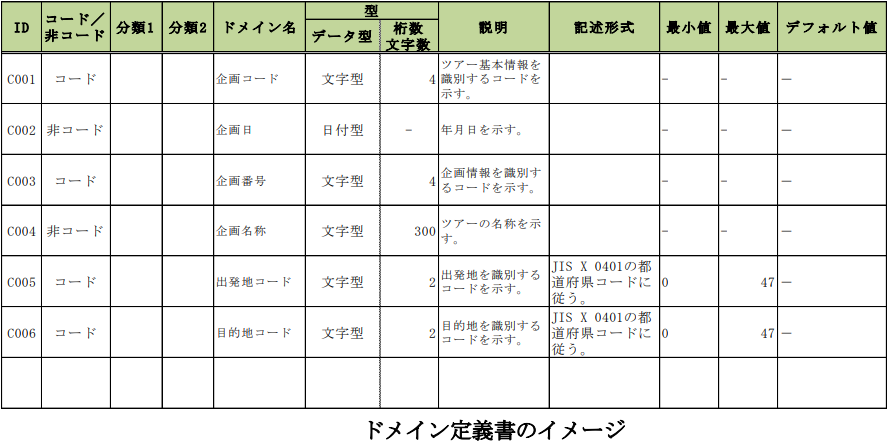 ID コード／非コード 分類1 分類2 ドメイン名 型 データ型 桁数文字数 説明 記述形式 最小値 最大値 デフォルト値
C001 コード 企画コード 文字型 4 ツアー基本情報を識別するコードを示す。 - - －
C002 非コード 企画日 日付型 - 年月日を示す。 - - －
C003 コード 企画番号 文字型 4 企画情報を識別するコードを示す。 - - －
C004 非コード 企画名称 文字型 300 ツアーの名称を示す。 - - －
C005 コード 出発地コード 文字型 2 出発地を識別するコードを示す。 JIS X 0401の都道府県コードに従う。 0 47 －
C006 コード 目的地コード 文字型 2 目的地を識別するコードを示す。 JIS X 0401の都道府県コードに従う。 0 47 －
ドメイン定義書のイメージ